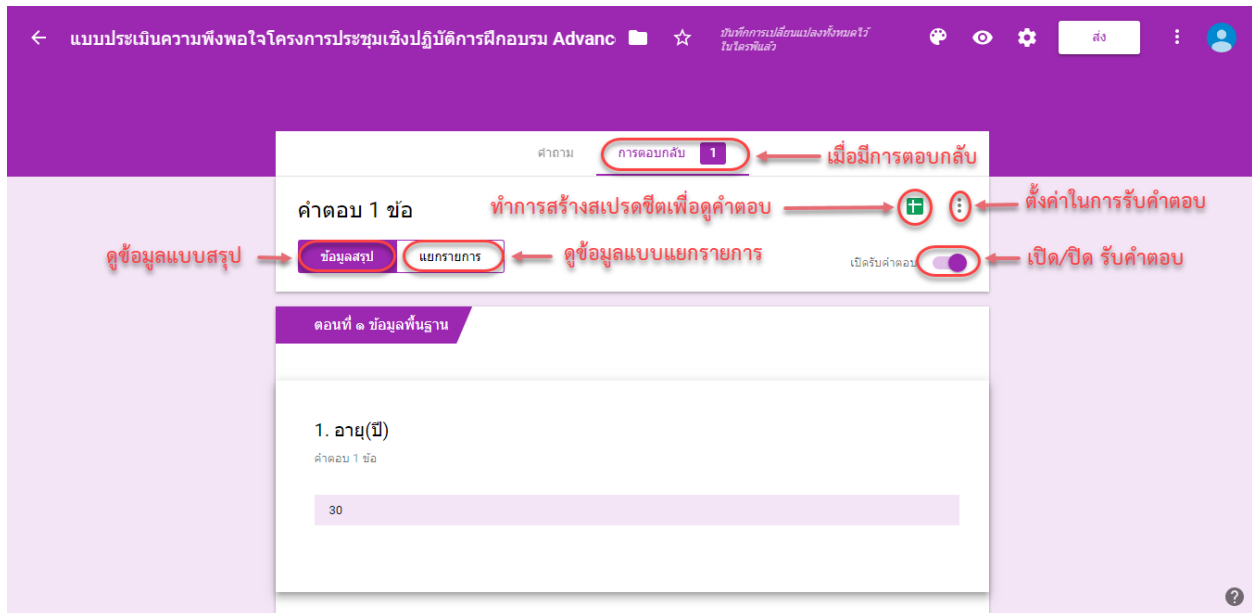 แบบประเมินความพึงพอใจโครงการประชุมเชิงปฏิบัติการฝึกอบรม Advanc
บันทึกการเปลี่ยนแปลงทั้งหมดไว้
ในไดรฟ์แล้ว
ส่ง
คำถาม
การตอบกลับ 1
เมื่อมีการตอบกลับ
คำตอบ 1 ข้อ
ทำการสร้างสเปรดชีตเพื่อดูคำตอบ
ตั้งค่าในการรับคำตอบ
ดูข้อมูลแบบสรุป
ข้อมูลสรุป
แยกรายการ
ดูข้อมูลแบบแยกรายการ
เปิดรับคำตอบ
เปิด/ปิด รับคำตอบ
ตอนที่ ๑ ข้อมูลพื้นฐาน
1. อายุ(ปี)
คำตอบ 1 ข้อ
30